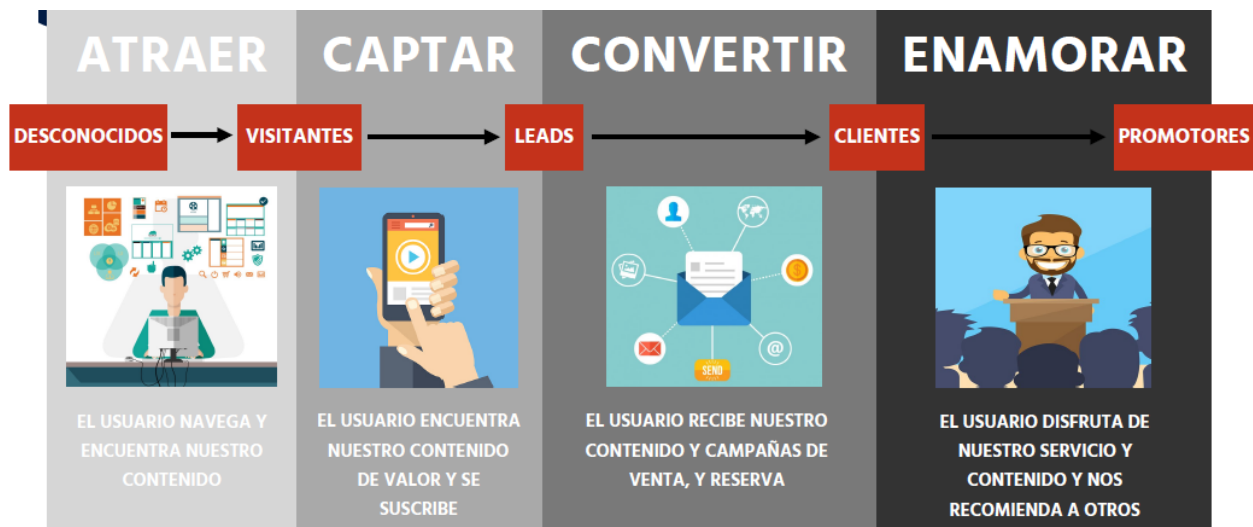 ATRAER
CAPTAR
CONVERTIR
ENAMORAR
DESCONOCIDOS
VISITANTES
LEADS
CLIENTES
PROMOTORES
@
SEND
EL USUARIO NAVEGA Y
ENCUENTRA NUESTRO
CONTENIDO
EL USUARIO ENCUENTRA
NUESTRO CONTENIDO
DE VALOR Y SE
SUSCRIBE
EL USUARIO RECIBE NUESTRO
CONTENIDO Y CAMPAÑAS DE
VENTA, Y RESERVA
EL USUARIO DISFRUTA DE
NUESTRO SERVICIO Y
CONTENIDO Y NOS
RECOMIENDA A OTROS